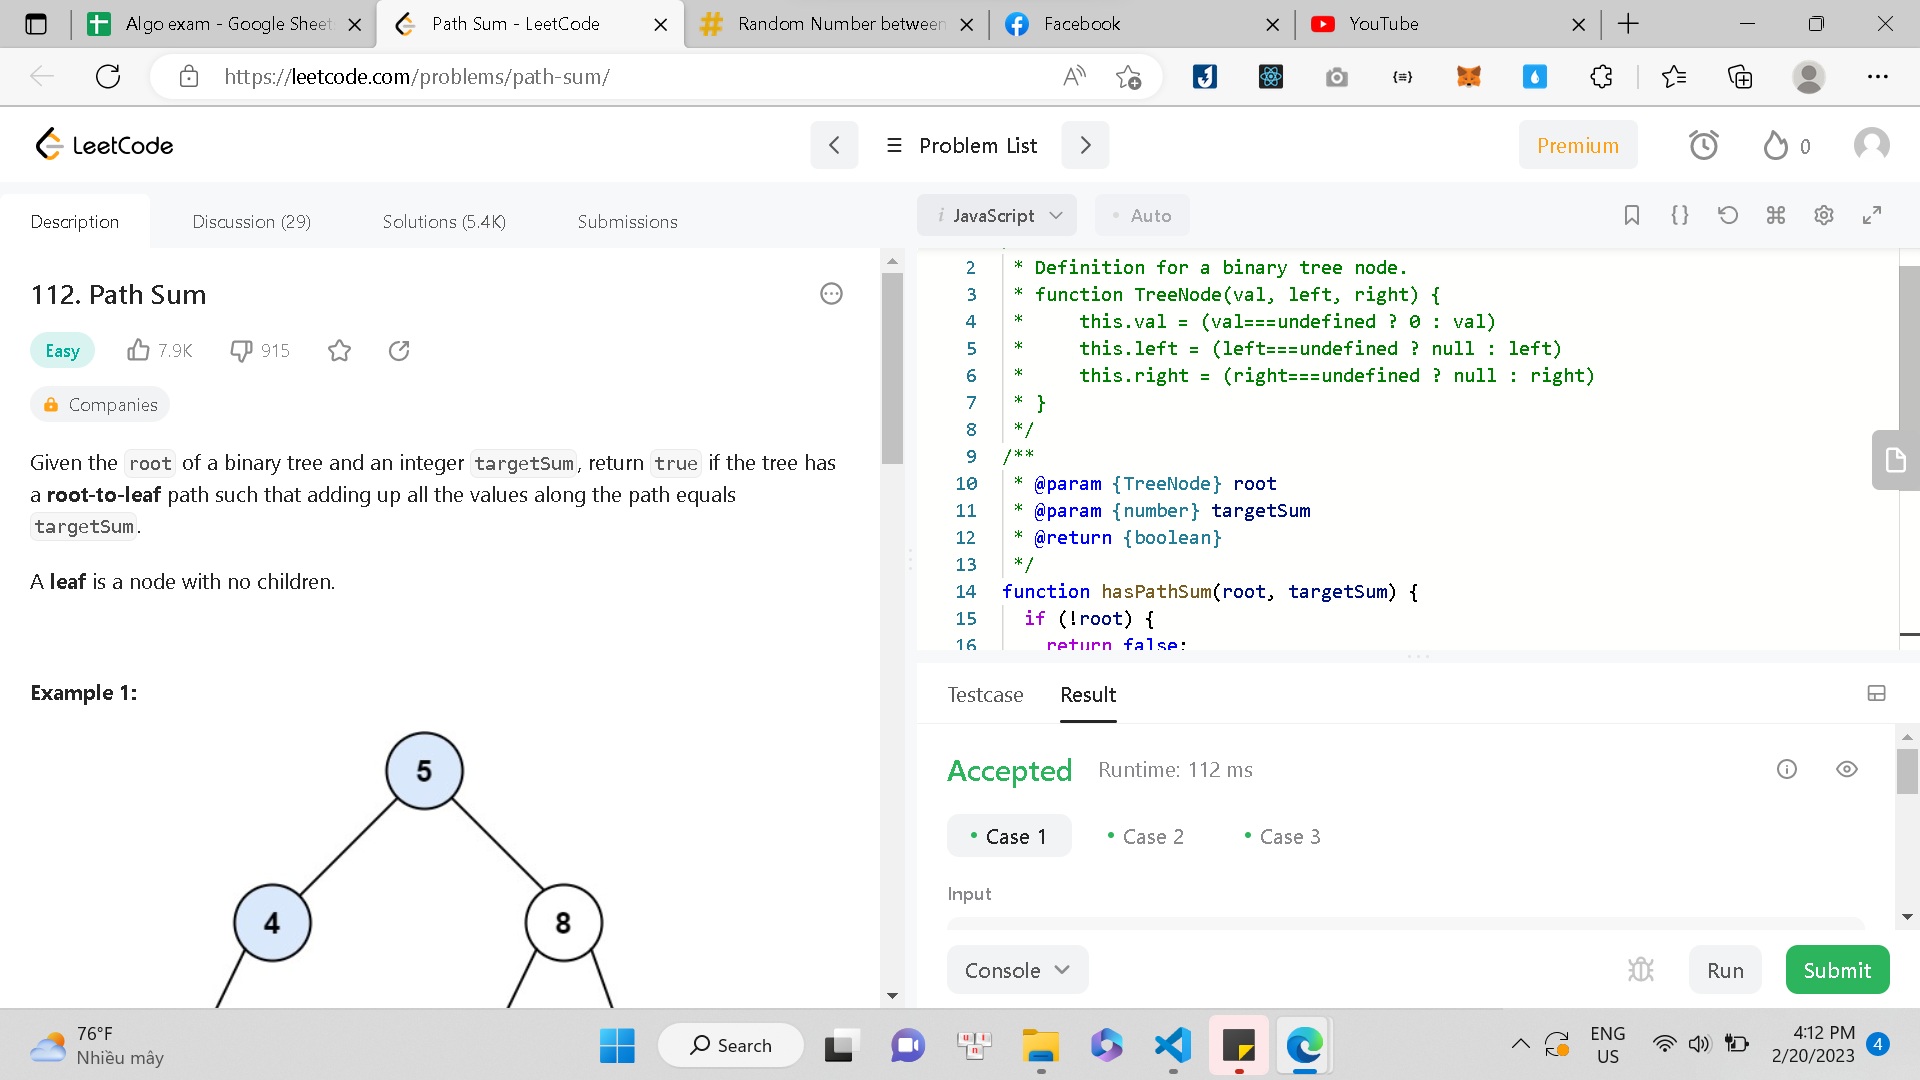 Algo exam - Google Sheet
Path Sum - LeetCode
Random Number between
Facebook
YouTube
https://leetcode.com/problems/path-sum/
LeetCode
Problem List
Premium
0
Description
Discussion (29)
Solutions (5.4K)
Submissions
i JavaScript
• Auto
112. Path Sum
Easy
7.9K
915
Companies
Given the root of a binary tree and an integer targetSum, return true if the tree has
a root-to-leaf path such that adding up all the values along the path equals
targetSum.
A leaf is a node with no children.
Example 1:
5
4
8
2 * Definition for a binary tree node.
3 * function TreeNode(val, left, right) {
4 *     this.val = (val===undefined ? 0 : val)
5 *     this.left = (left===undefined ? null : left)
6 *     this.right = (right===undefined ? null : right)
7 * }
8 */
9 /**
10 * @param {TreeNode} root
11 * @param {number} targetSum
12 * @return {boolean}
13 */
14 function hasPathSum(root, targetSum) {
15   if (!root) {
16     return false;
Testcase
Result
Accepted
Runtime: 112 ms
• Case 1
• Case 2
• Case 3
Input
Console
Run
Submit
76°F
Nhiều mây
Search
ENG
US
4:12 PM
2/20/2023
4